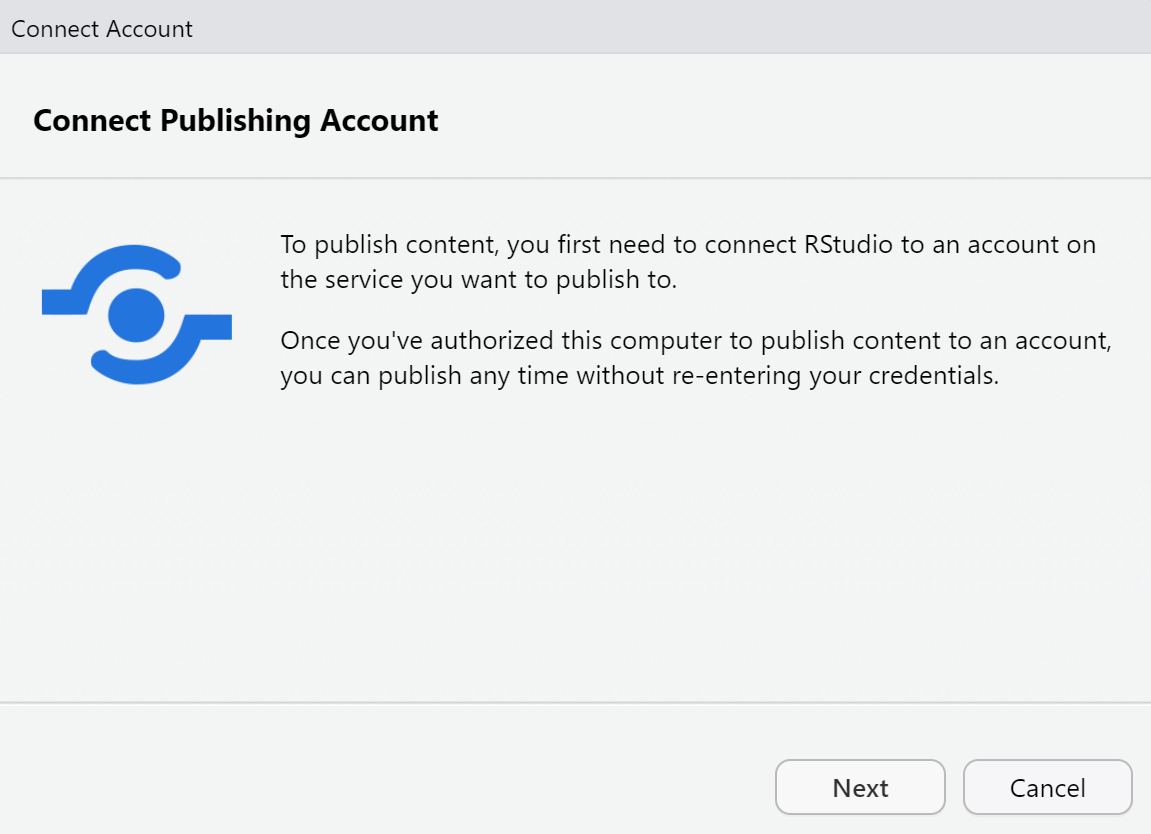 Connect Account
Connect Publishing Account
To publish content, you first need to connect RStudio to an account on
the service you want to publish to.
Once you've authorized this computer to publish content to an account,
you can publish any time without re-entering your credentials.
Next
Cancel